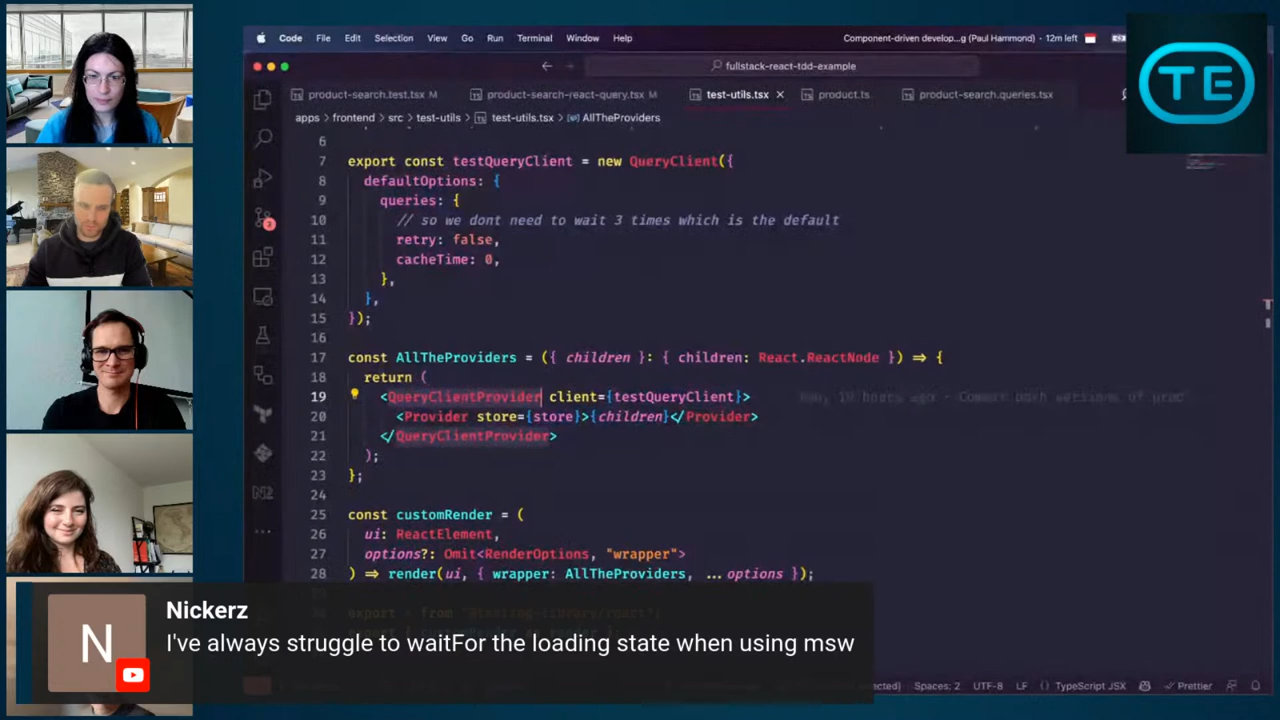 Code File Edit Selection View Go Run Terminal Window Help
Component-driven develop...g (Paul Hammond) • 12m left
TE
fullstack-react-tdd-example
product-search.test.tsx M
product-search-react-query.tsx M
test-utils.tsx
product.ts
product-search.queries.tsx
apps > frontend > src > test-utils > test-utils.tsx > AllTheProviders
6
7 export const testQueryClient = new QueryClient({
8 defaultOptions: {
9 queries: {
10 // so we dont need to wait 3 times which is the default
11 retry: false,
12 cacheTime: 0,
13 },
14 },
15 });
16
17 const AllTheProviders = ({ children }: { children: React.ReactNode }) => {
18 return (
19 <QueryClientProvider client={testQueryClient}>
20 <Provider store={store}>{children}</Provider>
21 </QueryClientProvider>
22 );
23 };
24
25 const customRender = (
26 ui: ReactElement,
27 options?: Omit<RenderOptions, "wrapper">
28 ) => render(ui, { wrapper: AllTheProviders, ...options });
Nickerz
N
I've always struggle to waitFor the loading state when using msw
Spaces: 2 UTF-8 LF TypeScript JSX Prettier